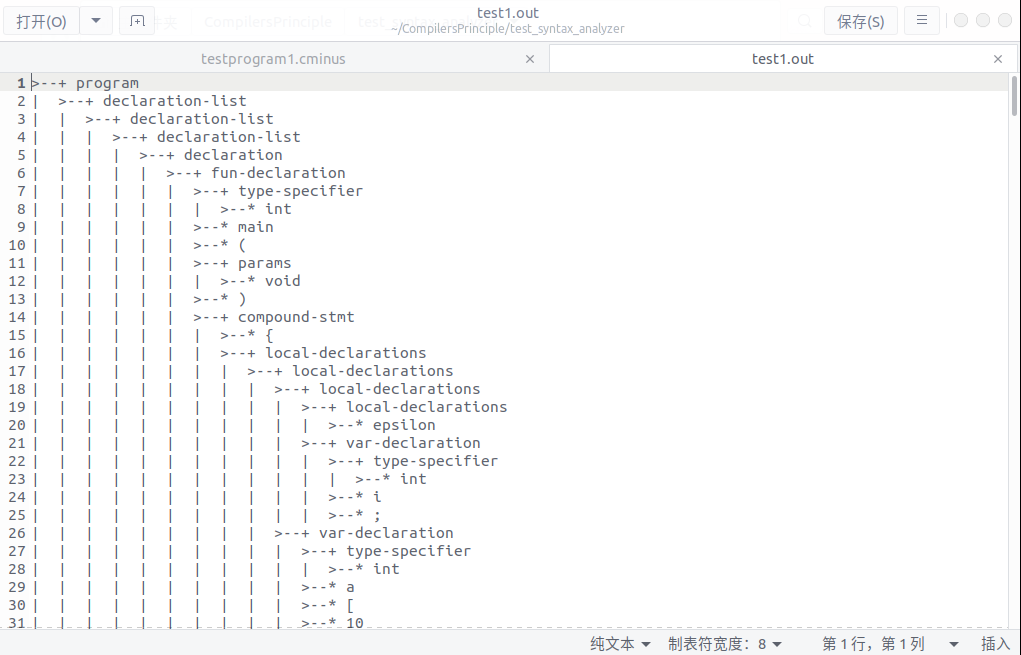 打开(O)
test1.out
~/CompilersPrinciple/test_syntax_analyzer
保存(S)
testprogram1.cminus
test1.out
1 >--+ program
2 |  >--+ declaration-list
3 |  |  >--+ declaration-list
4 |  |  |  >--+ declaration-list
5 |  |  |  |  >--+ declaration
6 |  |  |  |  |  >--+ fun-declaration
7 |  |  |  |  |  |  >--+ type-specifier
8 |  |  |  |  |  |  |  >--* int
9 |  |  |  |  |  |  >--* main
10 |  |  |  |  |  |  >--* (
11 |  |  |  |  |  |  >--+ params
12 |  |  |  |  |  |  |  >--* void
13 |  |  |  |  |  |  >--* )
14 |  |  |  |  |  |  >--+ compound-stmt
15 |  |  |  |  |  |  |  >--* {
16 |  |  |  |  |  |  |  >--+ local-declarations
17 |  |  |  |  |  |  |  |  >--+ local-declarations
18 |  |  |  |  |  |  |  |  |  >--+ local-declarations
19 |  |  |  |  |  |  |  |  |  |  >--+ local-declarations
20 |  |  |  |  |  |  |  |  |  |  |  >--* epsilon
21 |  |  |  |  |  |  |  |  |  |  >--+ var-declaration
22 |  |  |  |  |  |  |  |  |  |  |  >--+ type-specifier
23 |  |  |  |  |  |  |  |  |  |  |  |  >--* int
24 |  |  |  |  |  |  |  |  |  |  |  >--* i
25 |  |  |  |  |  |  |  |  |  |  |  >--* ;
26 |  |  |  |  |  |  |  |  |  >--+ var-declaration
27 |  |  |  |  |  |  |  |  |  |  >--+ type-specifier
28 |  |  |  |  |  |  |  |  |  |  |  >--* int
29 |  |  |  |  |  |  |  |  |  |  >--* a
30 |  |  |  |  |  |  |  |  |  |  >--* [
31 |  |  |  |  |  |  |  |  |  |  >--* 10
纯文本 制表符宽度：8 第 1 行，第 1 列 插入